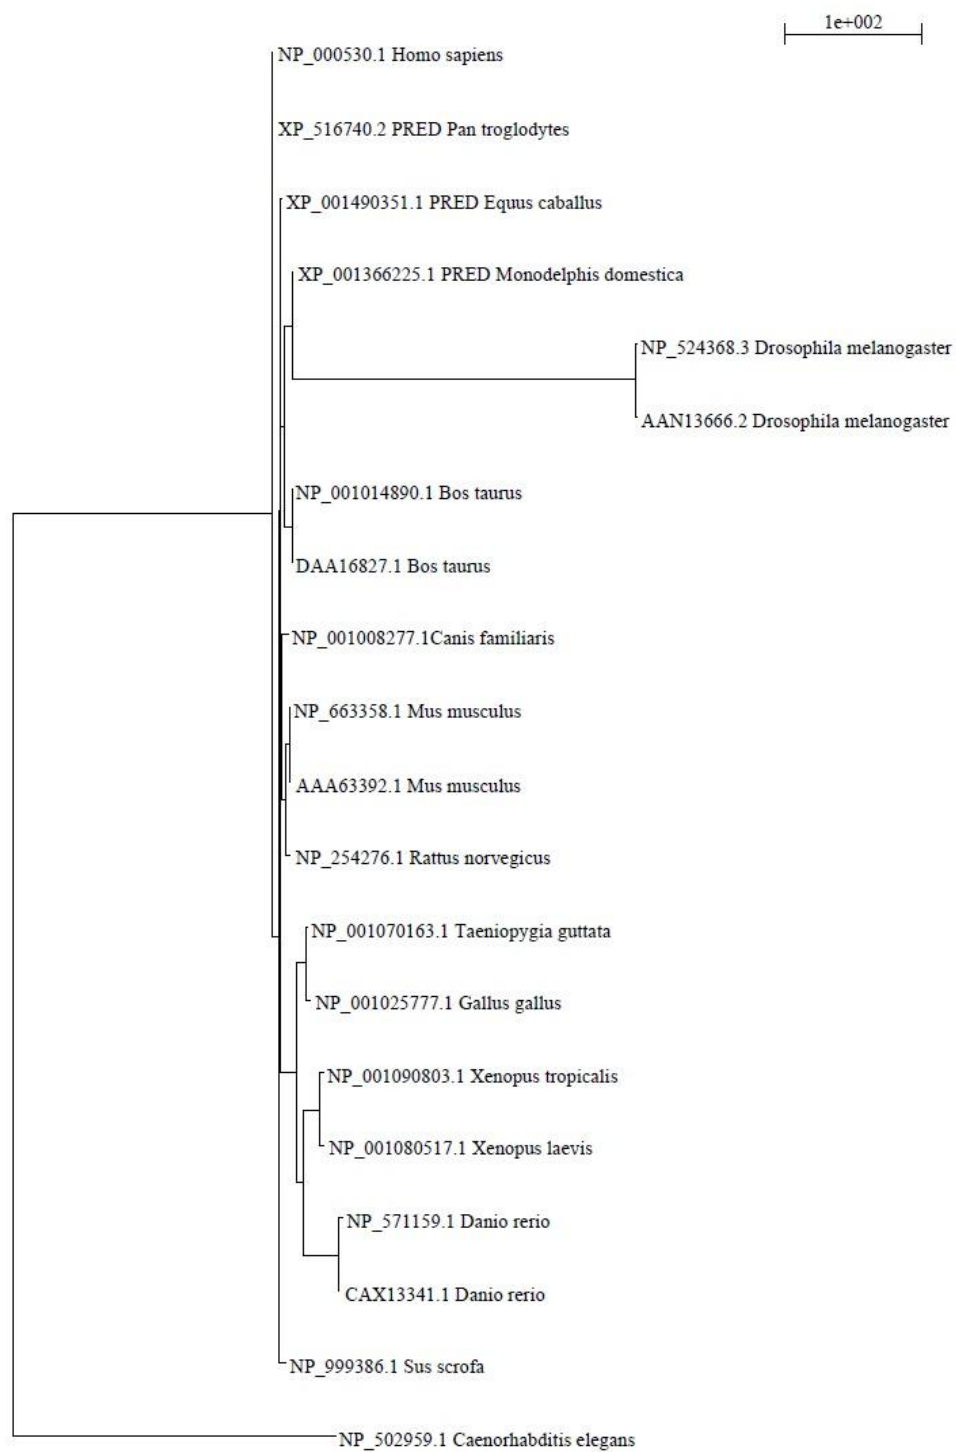 1e+002
NP_000530.1 Homo sapiens
XP_516740.2 PRED Pan troglodytes
XP_001490351.1 PRED Equus caballus
XP_001366225.1 PRED Monodelphis domestica
NP_524368.3 Drosophila melanogaster
AAN13666.2 Drosophila melanogaster
NP_001014890.1 Bos taurus
DAA16827.1 Bos taurus
NP_001008277.1Canis familiaris
NP_663358.1 Mus musculus
AAA63392.1 Mus musculus
NP_254276.1 Rattus norvegicus
NP_001070163.1 Taeniopygia guttata
NP_001025777.1 Gallus gallus
NP_001090803.1 Xenopus tropicalis
NP_001080517.1 Xenopus laevis
NP_571159.1 Danio rerio
CAX13341.1 Danio rerio
NP_999386.1 Sus scrofa
NP_502959.1 Caenorhabditis elegans